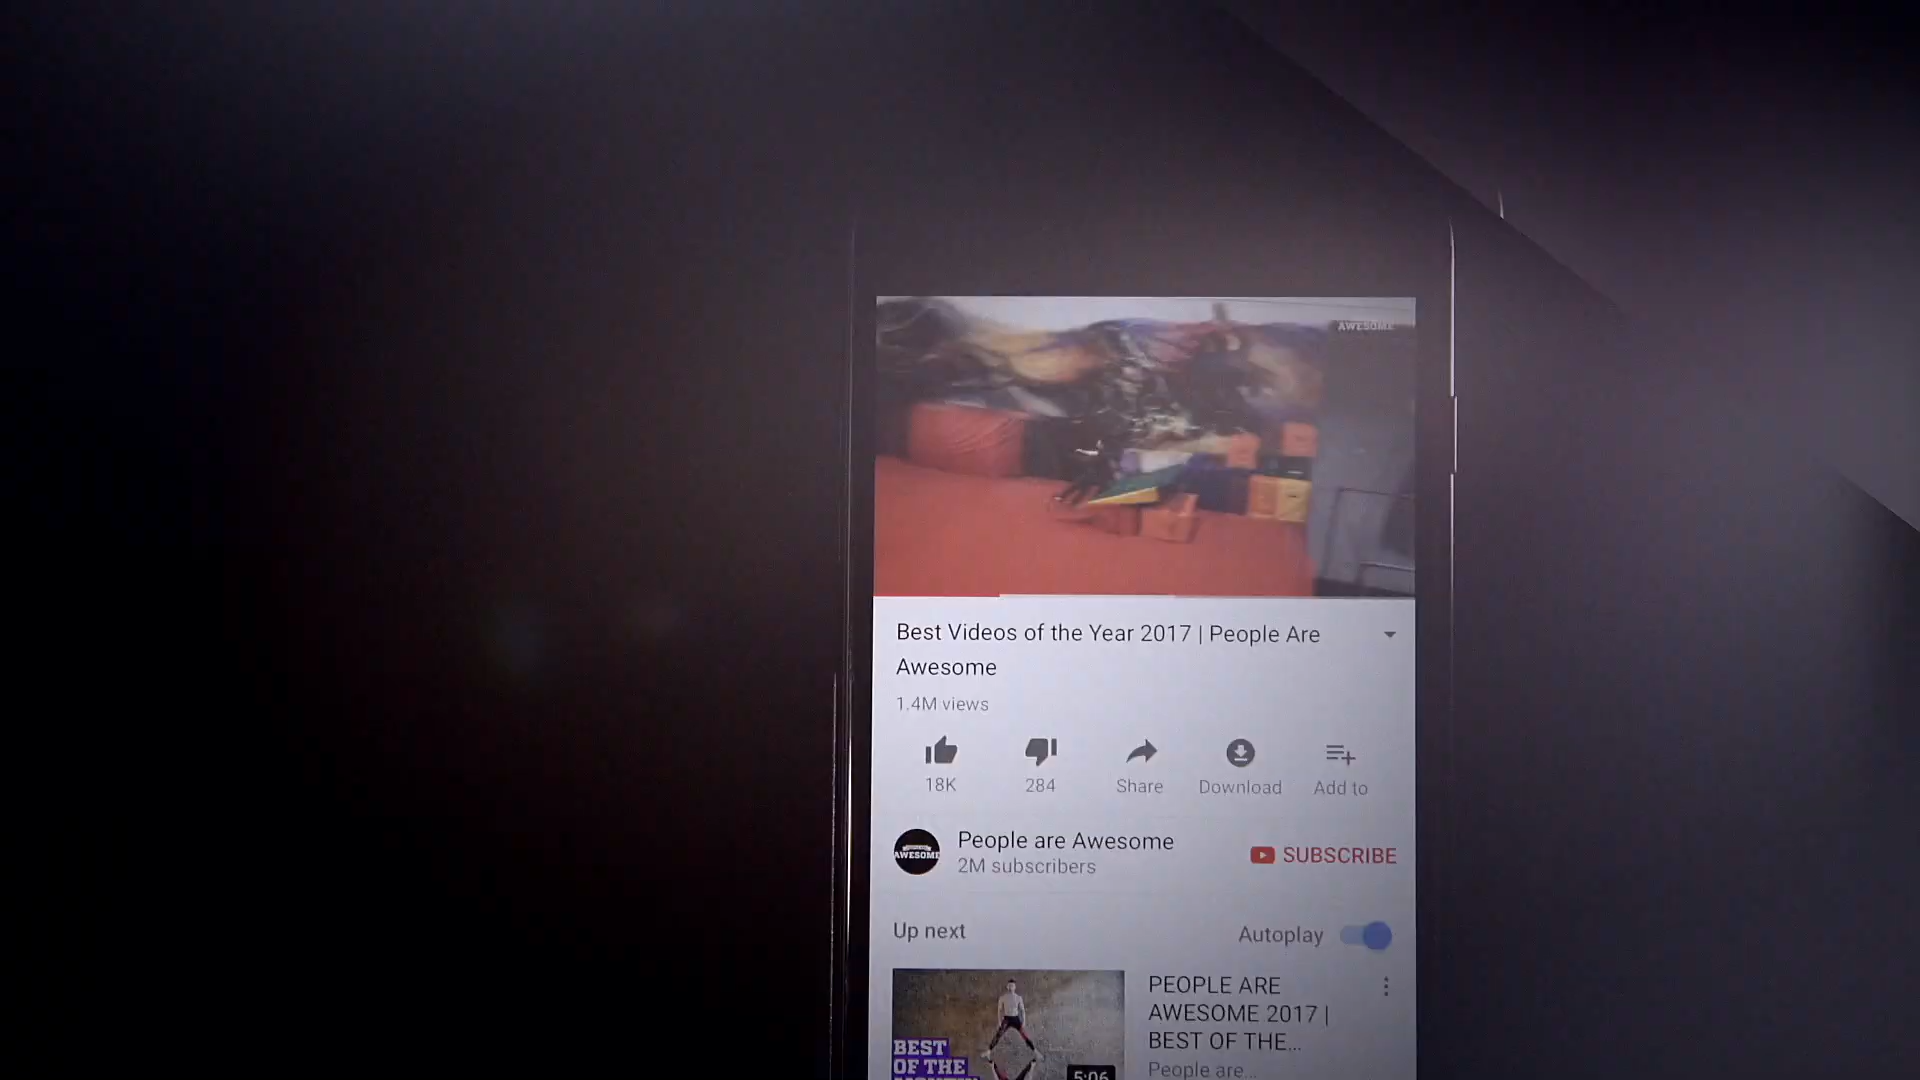 AWESOME
Best Videos of the Year 2017 | People Are
Awesome
1.4M views
18K
284
Share
Download
Add to
AWESOME
People are Awesome
2M subscribers
SUBSCRIBE
Up next
Autoplay
PEOPLE ARE
AWESOME 2017 |
BEST OF THE...
People are...
BEST
OF THE
5:06